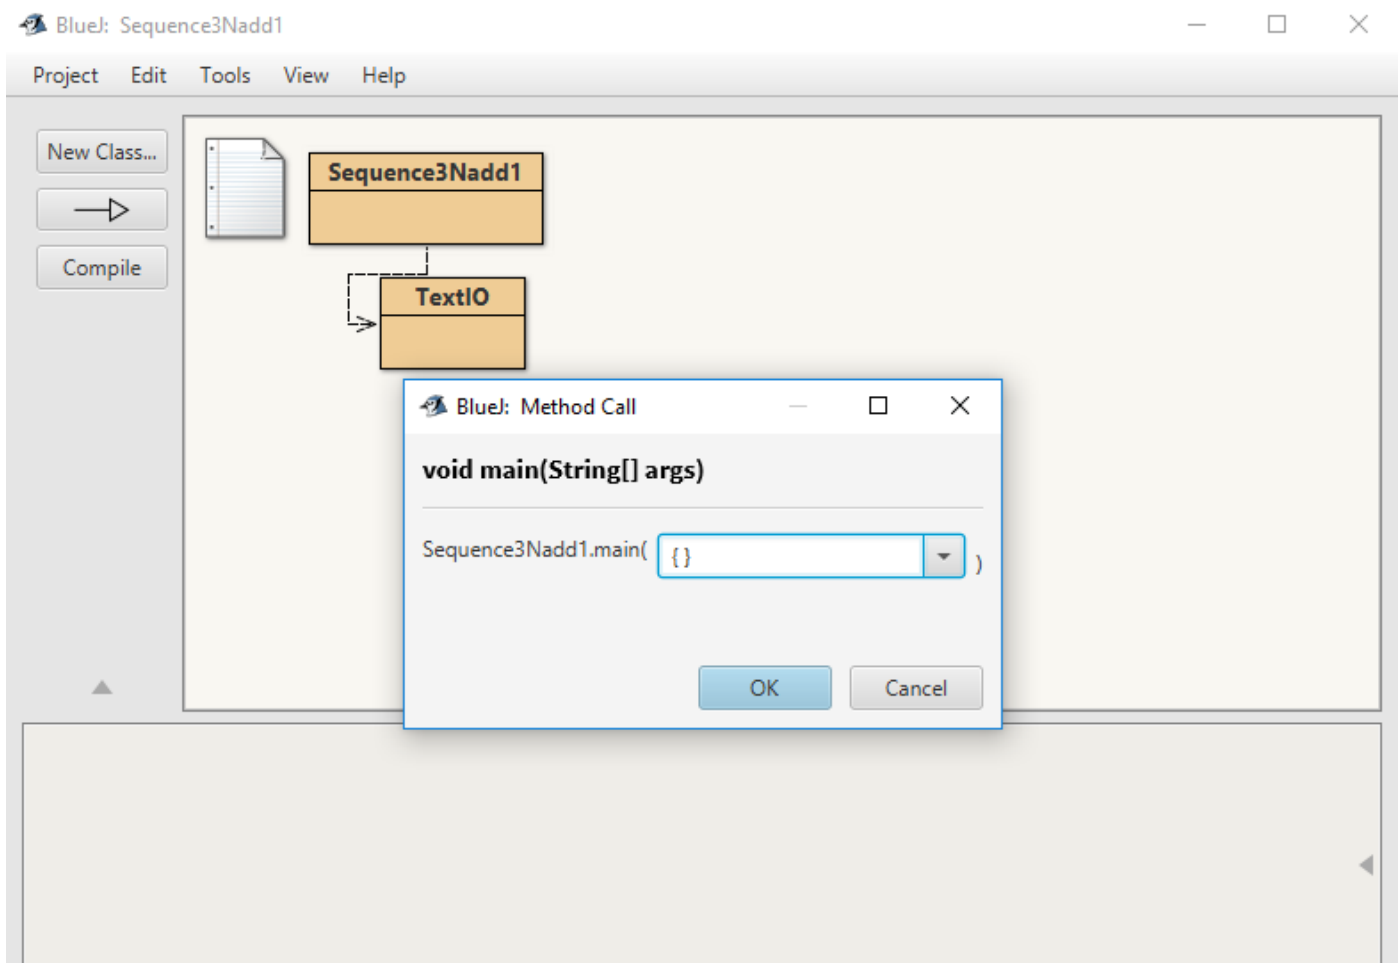 BlueJ: Sequence3Nadd1
Project Edit Tools View Help
New Class...
Compile
Sequence3Nadd1
TextIO
BlueJ: Method Call
void main(String[] args)
Sequence3Nadd1.main( { } )
OK Cancel